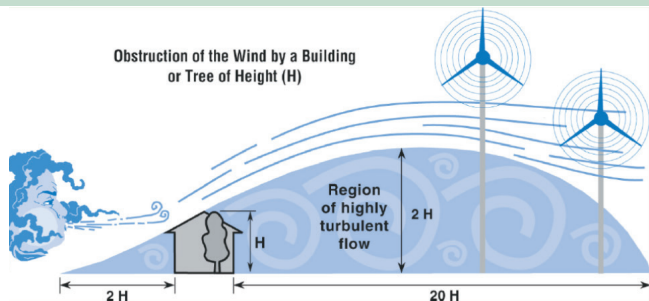 Obstruction of the Wind by a Building
or Tree of Height (H)
Region
of highly
turbulent
flow
2 H
H
2 H
20 H